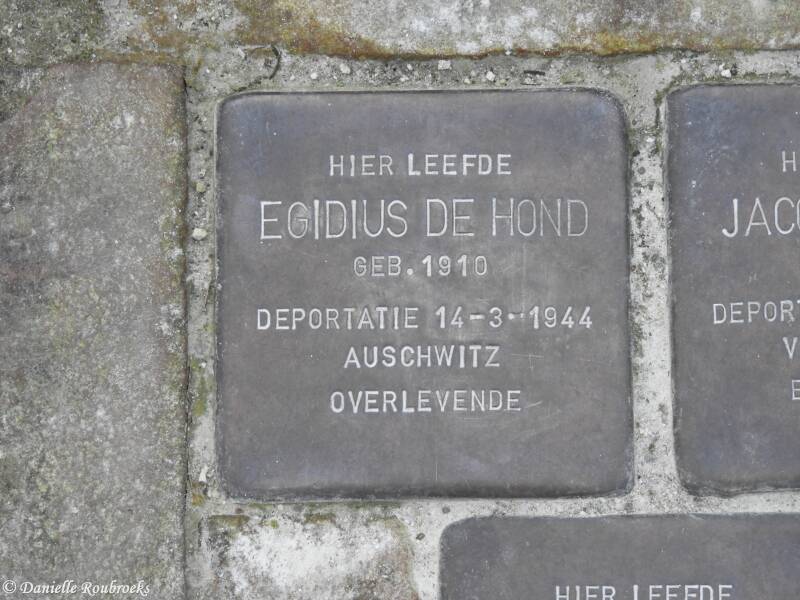 HIER LEEFDE
EGIDIUS DE HOND
GEB. 1910
DEPORTATIE 14-3-1944
AUSCHWITZ
OVERLEVENDE
HIER LEEFDE
© Danielle Roubroeks